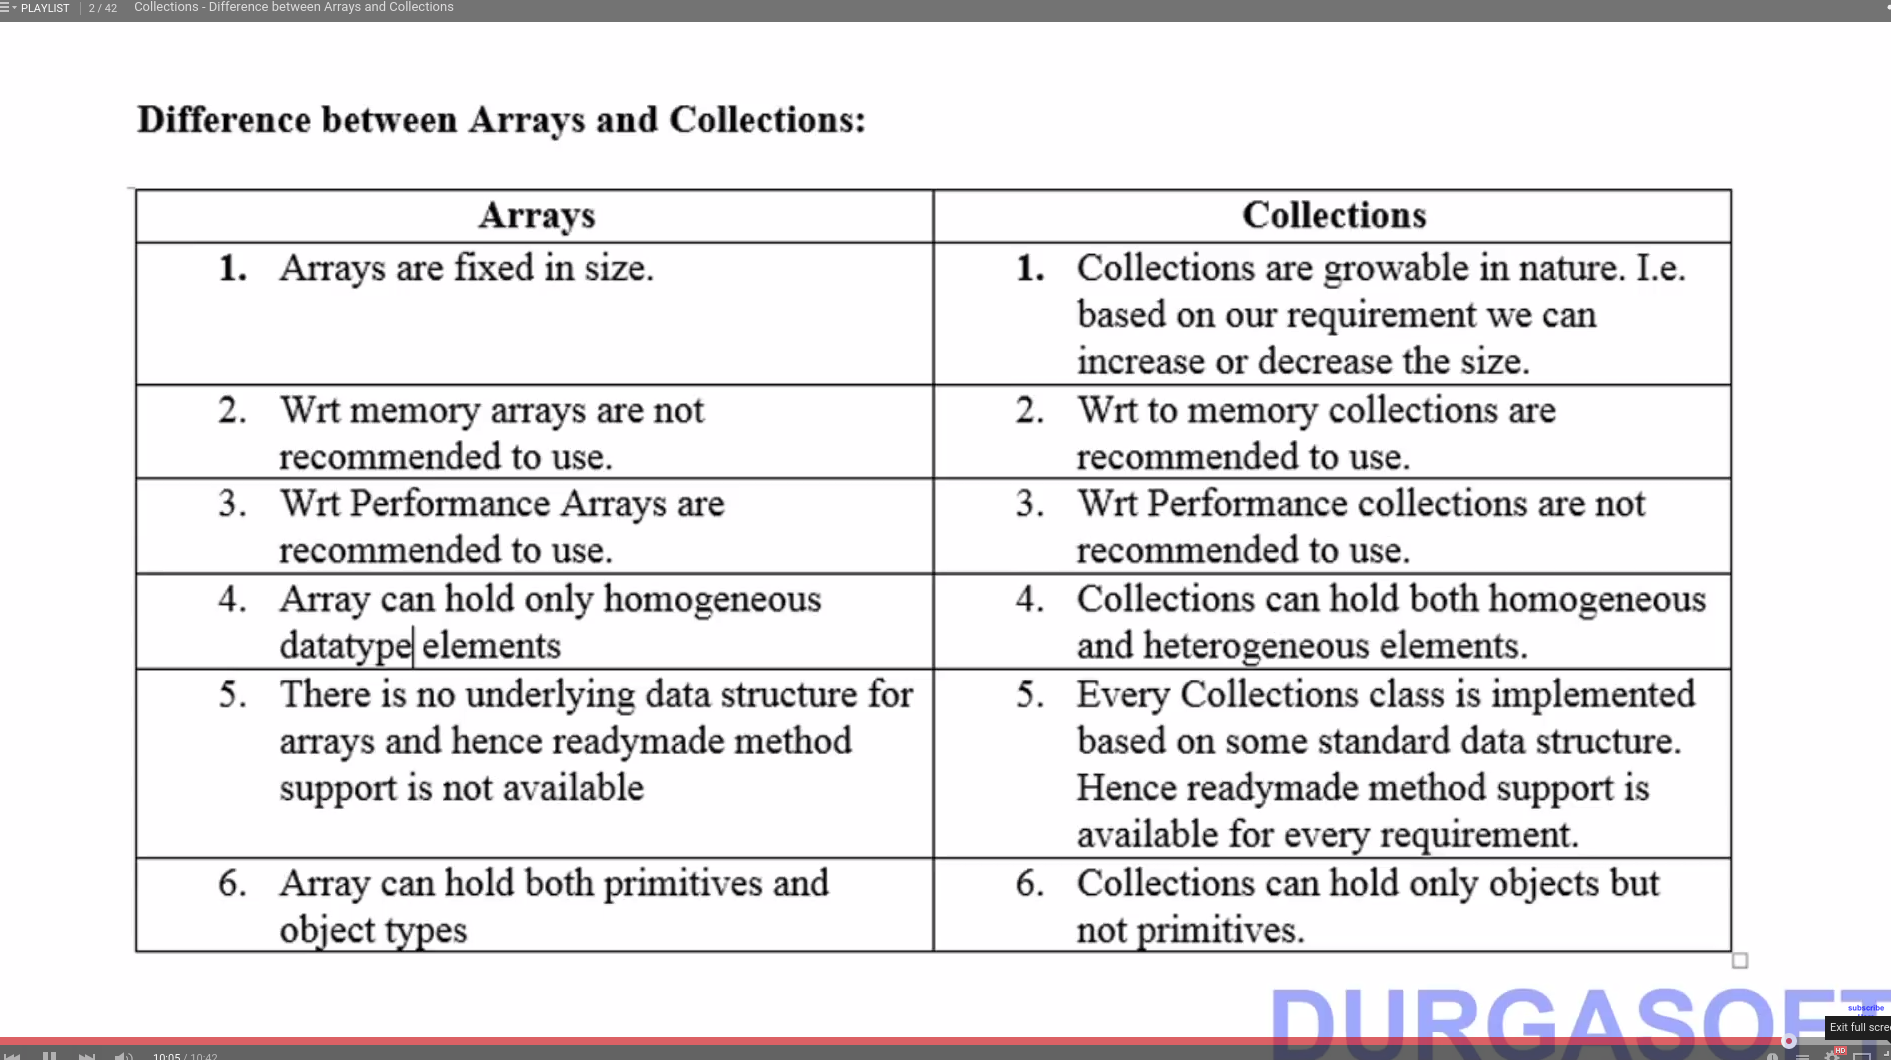 PLAYLIST 2 / 42 Collections - Difference between Arrays and Collections
Difference between Arrays and Collections:
Arrays
Collections
1. Arrays are fixed in size.
1. Collections are growable in nature. I.e.
based on our requirement we can
increase or decrease the size.
2. Wrt memory arrays are not
recommended to use.
2. Wrt to memory collections are
recommended to use.
3. Wrt Performance Arrays are
recommended to use.
3. Wrt Performance collections are not
recommended to use.
4. Array can hold only homogeneous
datatype elements
4. Collections can hold both homogeneous
and heterogeneous elements.
5. There is no underlying data structure for
arrays and hence readymade method
support is not available
5. Every Collections class is implemented
based on some standard data structure.
Hence readymade method support is
available for every requirement.
6. Array can hold both primitives and
object types
6. Collections can hold only objects but
not primitives.
DURGASOFT
subscribe
Exit full scre
10:05 / 10:42
HD